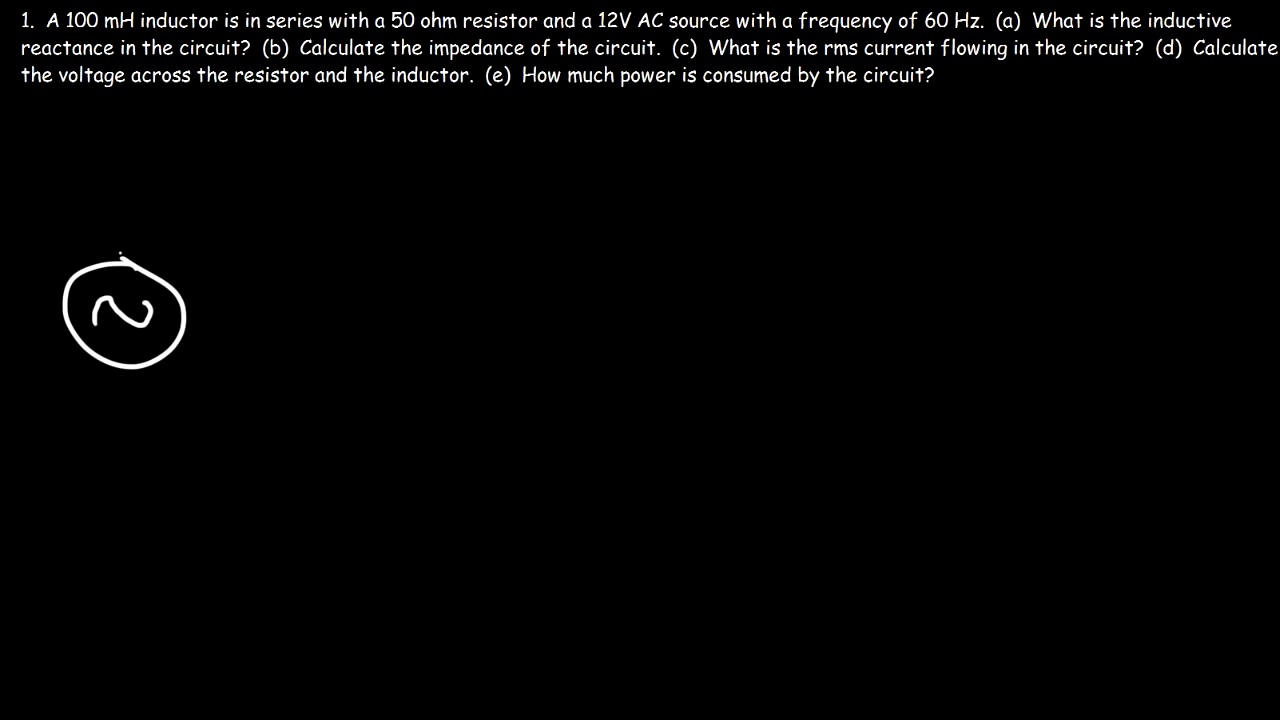 1. A 100 mH inductor is in series with a 50 ohm resistor and a 12V AC source with a frequency of 60 Hz. (a) What is the inductive
reactance in the circuit? (b) Calculate the impedance of the circuit. (c) What is the rms current flowing in the circuit? (d) Calculate
the voltage across the resistor and the inductor. (e) How much power is consumed by the circuit?